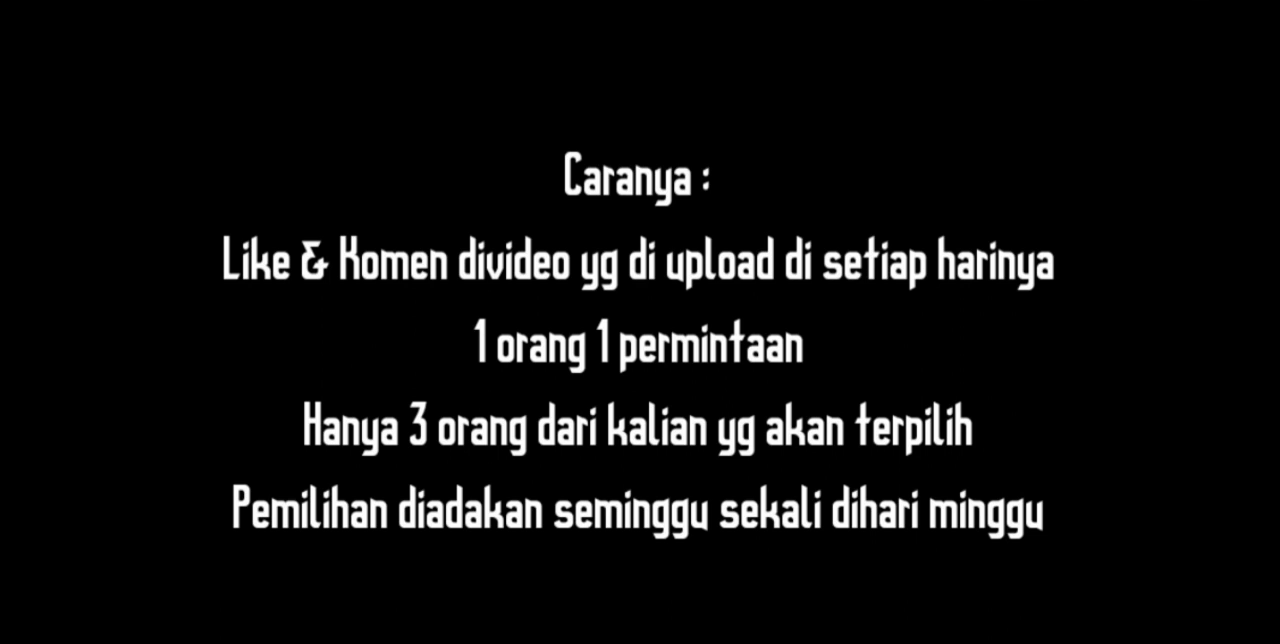 Caranya :
Like & Komen divideo yg di upload di setiap harinya
1 orang 1 permintaan
Hanya 3 orang dari kalian yg akan terpilih
Pemilihan diadakan seminggu sekali dihari minggu